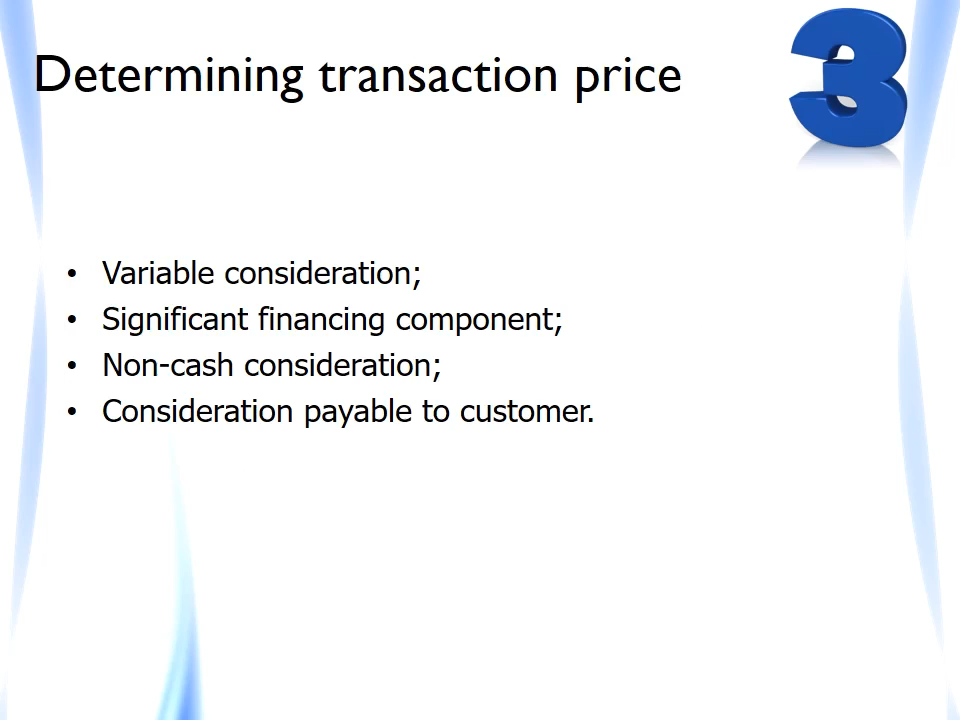 Determining transaction price
3
• Variable consideration;
• Significant financing component;
• Non-cash consideration;
• Consideration payable to customer.